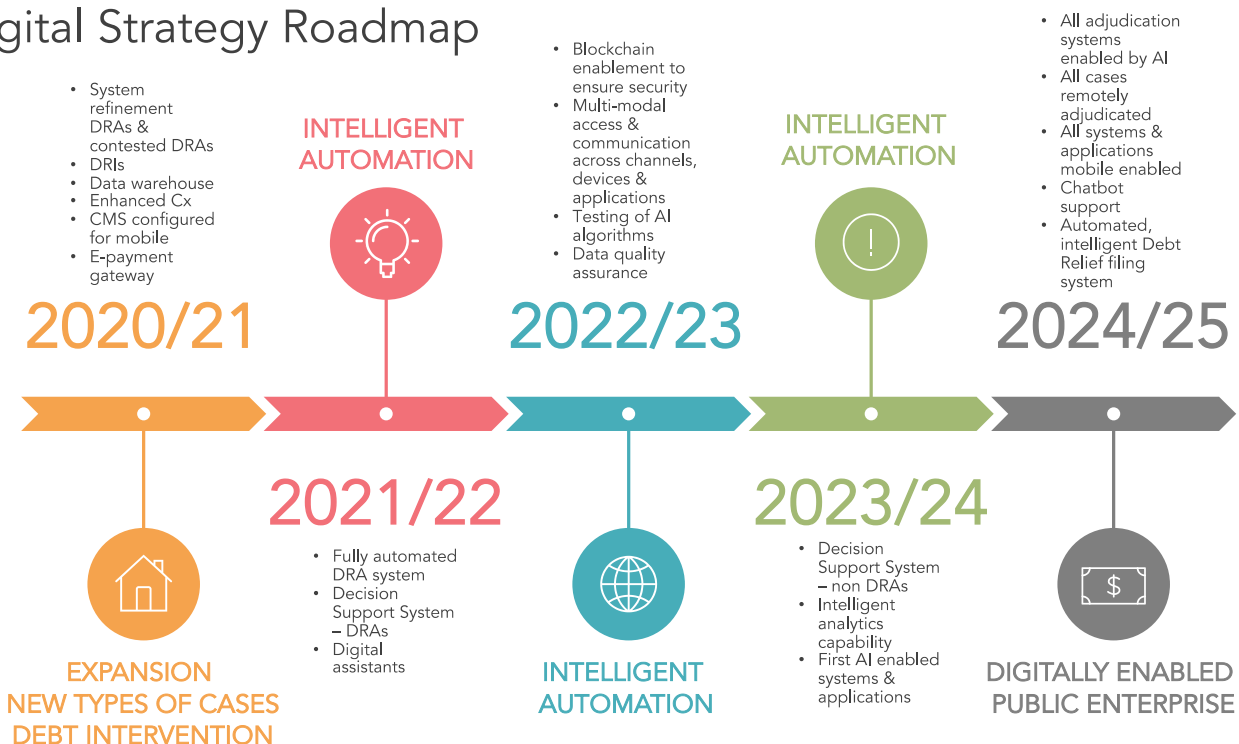 gital Strategy Roadmap
• System
refinement
DRAs &
contested DRAs
• DRIs
• Data warehouse
• Enhanced Cx
• CMS configured
for mobile
• E-payment
gateway
2020/21
EXPANSION
NEW TYPES OF CASES
DEBT INTERVENTION
INTELLIGENT
AUTOMATION
2021/22
• Fully automated
DRA system
• Decision
Support System
– DRAs
• Digital
assistants
• Blockchain
enablement to
ensure security
• Multi-modal
access &
communication
across channels,
devices &
applications
• Testing of AI
algorithms
• Data quality
assurance
2022/23
INTELLIGENT
AUTOMATION
INTELLIGENT
AUTOMATION
!
2023/24
• Decision
Support System
– non DRAs
• Intelligent
analytics
capability
• First AI enabled
systems &
applications
• All adjudication
systems
enabled by AI
• All cases
remotely
adjudicated
• All systems &
applications
mobile enabled
• Chatbot
support
• Automated,
intelligent Debt
Relief filing
system
2024/25
$
DIGITALLY ENABLED
PUBLIC ENTERPRISE